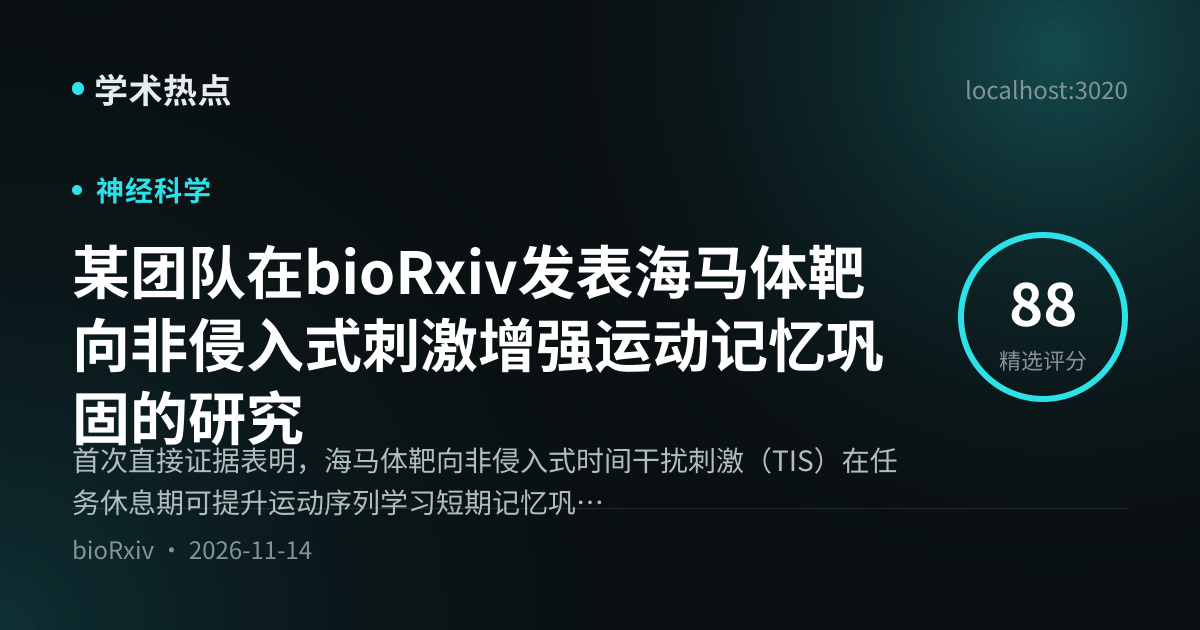 学术热点
localhost:3020
神经科学
某团队在bioRxiv发表海马体靶
向非侵入式刺激增强运动记忆巩
固的研究
88
精选评分
首次直接证据表明，海马体靶向非侵入式时间干扰刺激（TIS）在任
务休息期可提升运动序列学习短期记忆巩…
bioRxiv • 2026-11-14